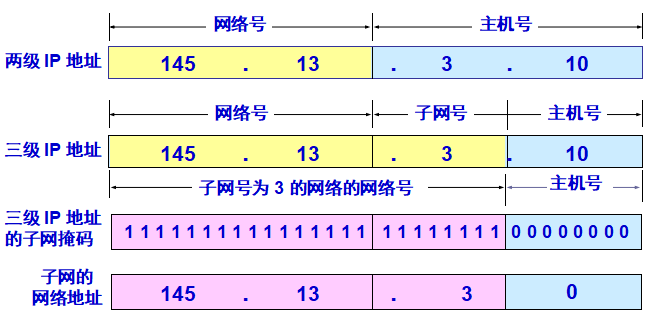 网络号 主机号
两级 IP 地址 145 . 13 . 3 . 10
网络号 子网号 主机号
三级 IP 地址 145 . 13 . 3 . 10
子网号为 3 的网络的网络号 主机号
三级 IP 地址
的子网掩码 1 1 1 1 1 1 1 1 1 1 1 1 1 1 1 1 1 1 1 1 1 1 1 1 0 0 0 0 0 0 0 0
子网的
网络地址 145 . 13 . 3 0